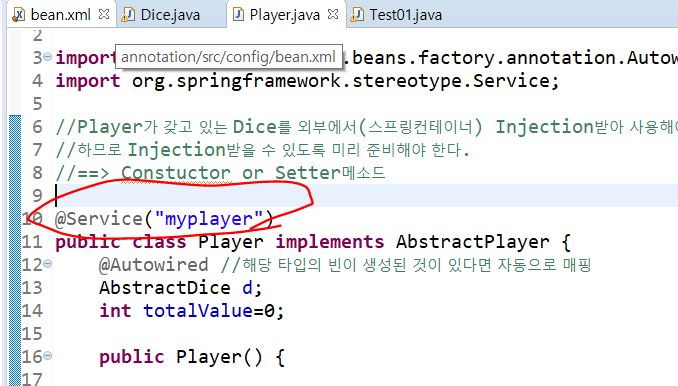 bean.xml Dice.java Player.java Test01.java
2
3 import .beans.factory.annotation.Autow
annotation/src/config/bean.xml
4 import org.springframework.stereotype.Service;
5
6 //Player가 갖고 있는 Dice를 외부에서(스프링컨테이너) Injection받아 사용해야
7 //하므로 Injection받을 수 있도록 미리 준비해야 한다.
8 //==> Constuctor or Setter메소드
9
10 @Service("myplayer")
11 public class Player implements AbstractPlayer {
12 @Autowired //해당 타입의 빈이 생성된 것이 있다면 자동으로 매핑
13 AbstractDice d;
14 int totalValue=0;
15
16 public Player() {
17